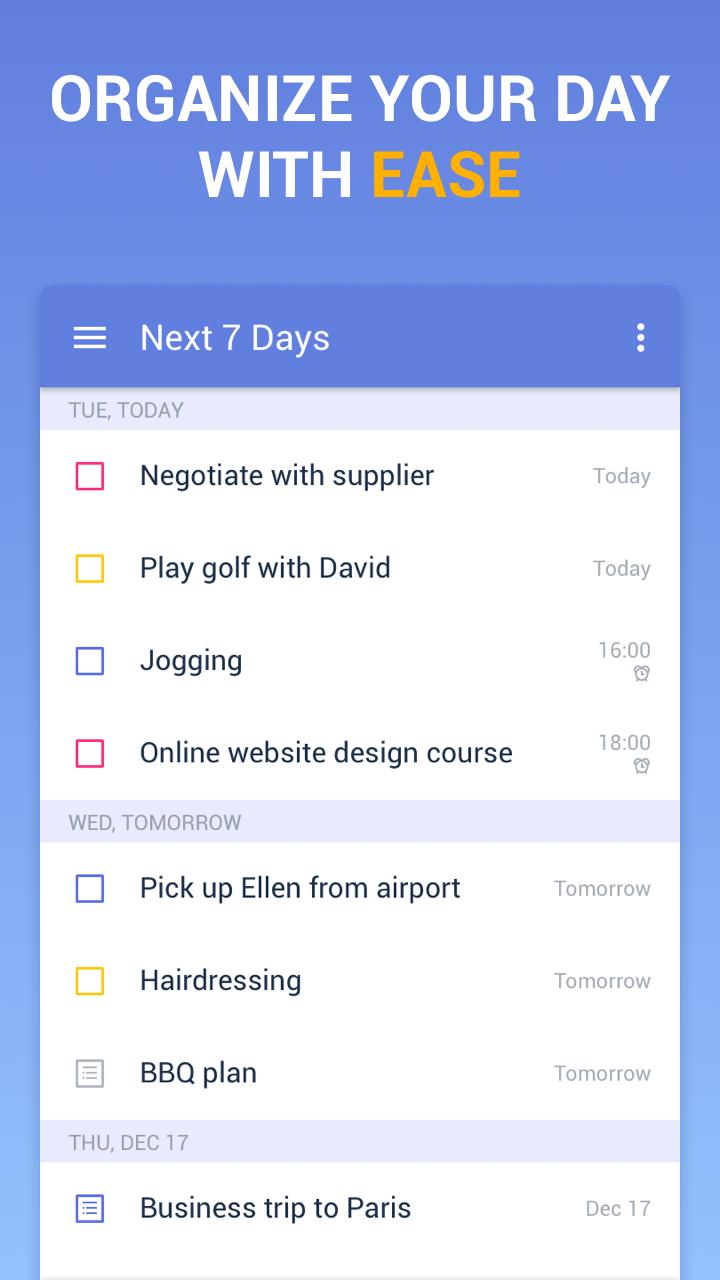 ORGANIZE YOUR DAY
WITH EASE
Next 7 Days
TUE, TODAY
Negotiate with supplier Today
Play golf with David Today
Jogging 16:00
Online website design course 18:00
WED, TOMORROW
Pick up Ellen from airport Tomorrow
Hairdressing Tomorrow
BBQ plan Tomorrow
THU, DEC 17
Business trip to Paris Dec 17